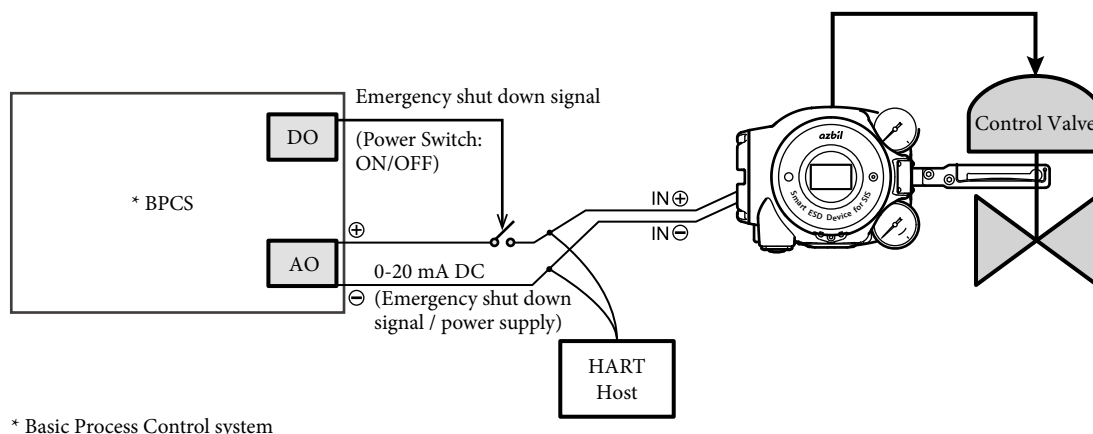 Emergency shut down signal
DO
(Power Switch:
ON/OFF)
azbil
Control Valve
* BPCS
Smart ESD Device for SIS
IN⊕
IN⊖
⊕
AO
0-20 mA DC
⊖ (Emergency shut down
signal / power supply)
HART
Host
* Basic Process Control system